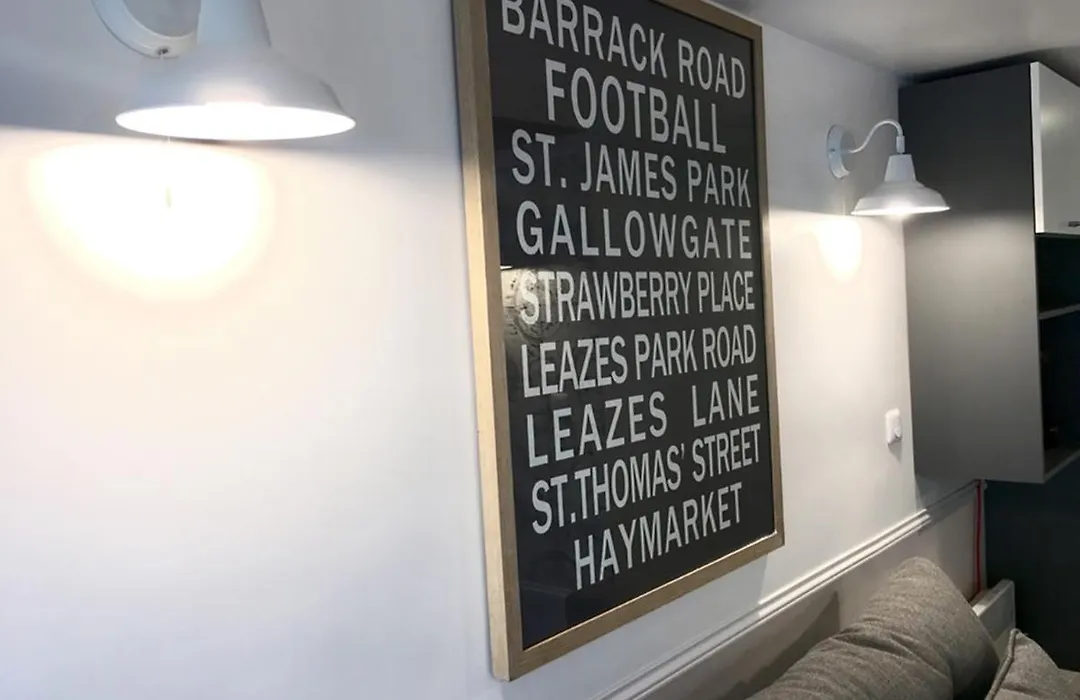 BARRACK ROAD
FOOTBALL
ST. JAMES PARK
GALLOWGATE
STRAWBERRY PLACE
LEAZES PARK ROAD
LEAZES LANE
ST.THOMAS' STREET
HAYMARKET